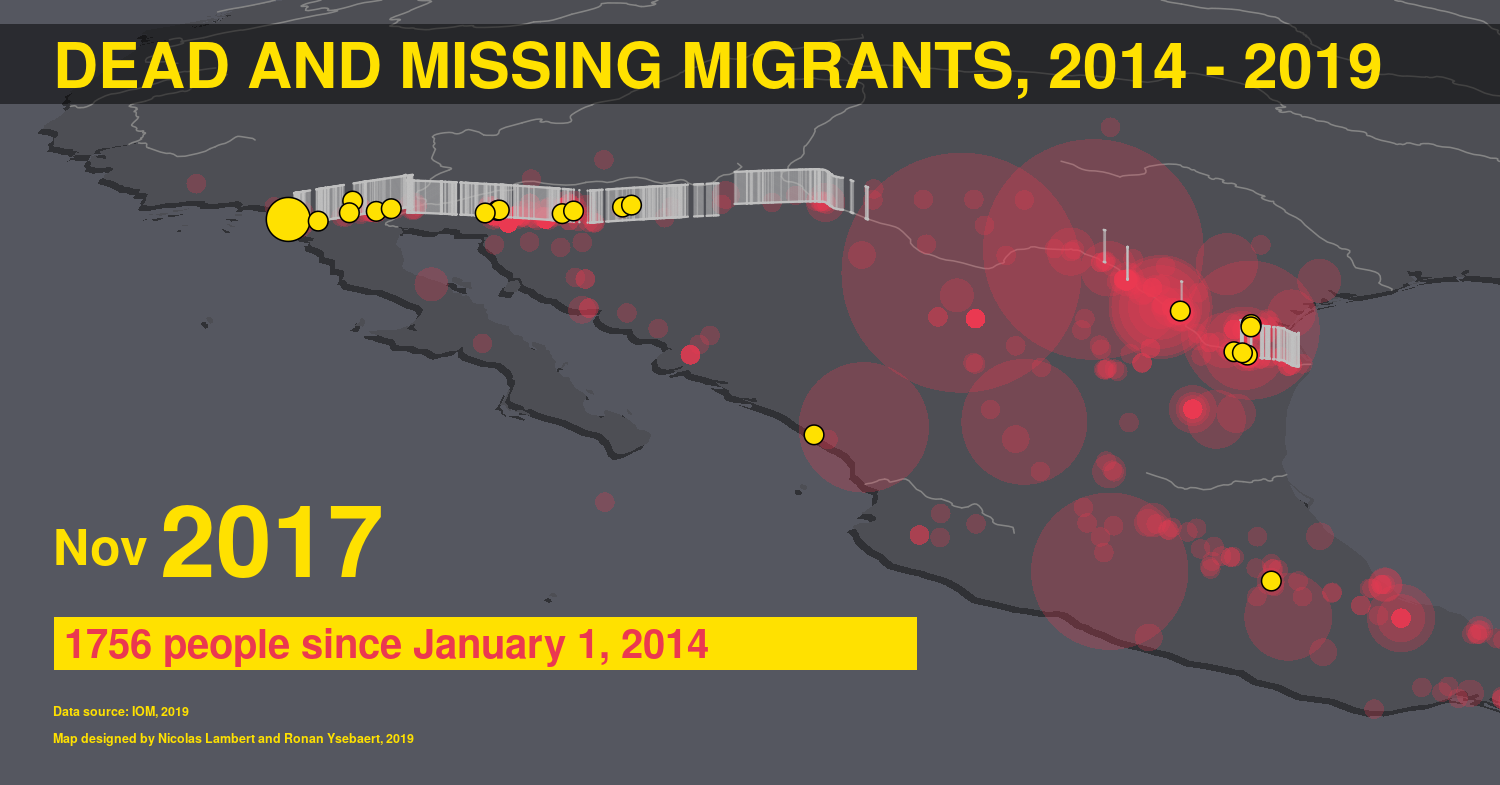 DEAD AND MISSING MIGRANTS, 2014 - 2019
Nov 2017
1756 people since January 1, 2014
Data source: IOM, 2019
Map designed by Nicolas Lambert and Ronan Ysebaert, 2019